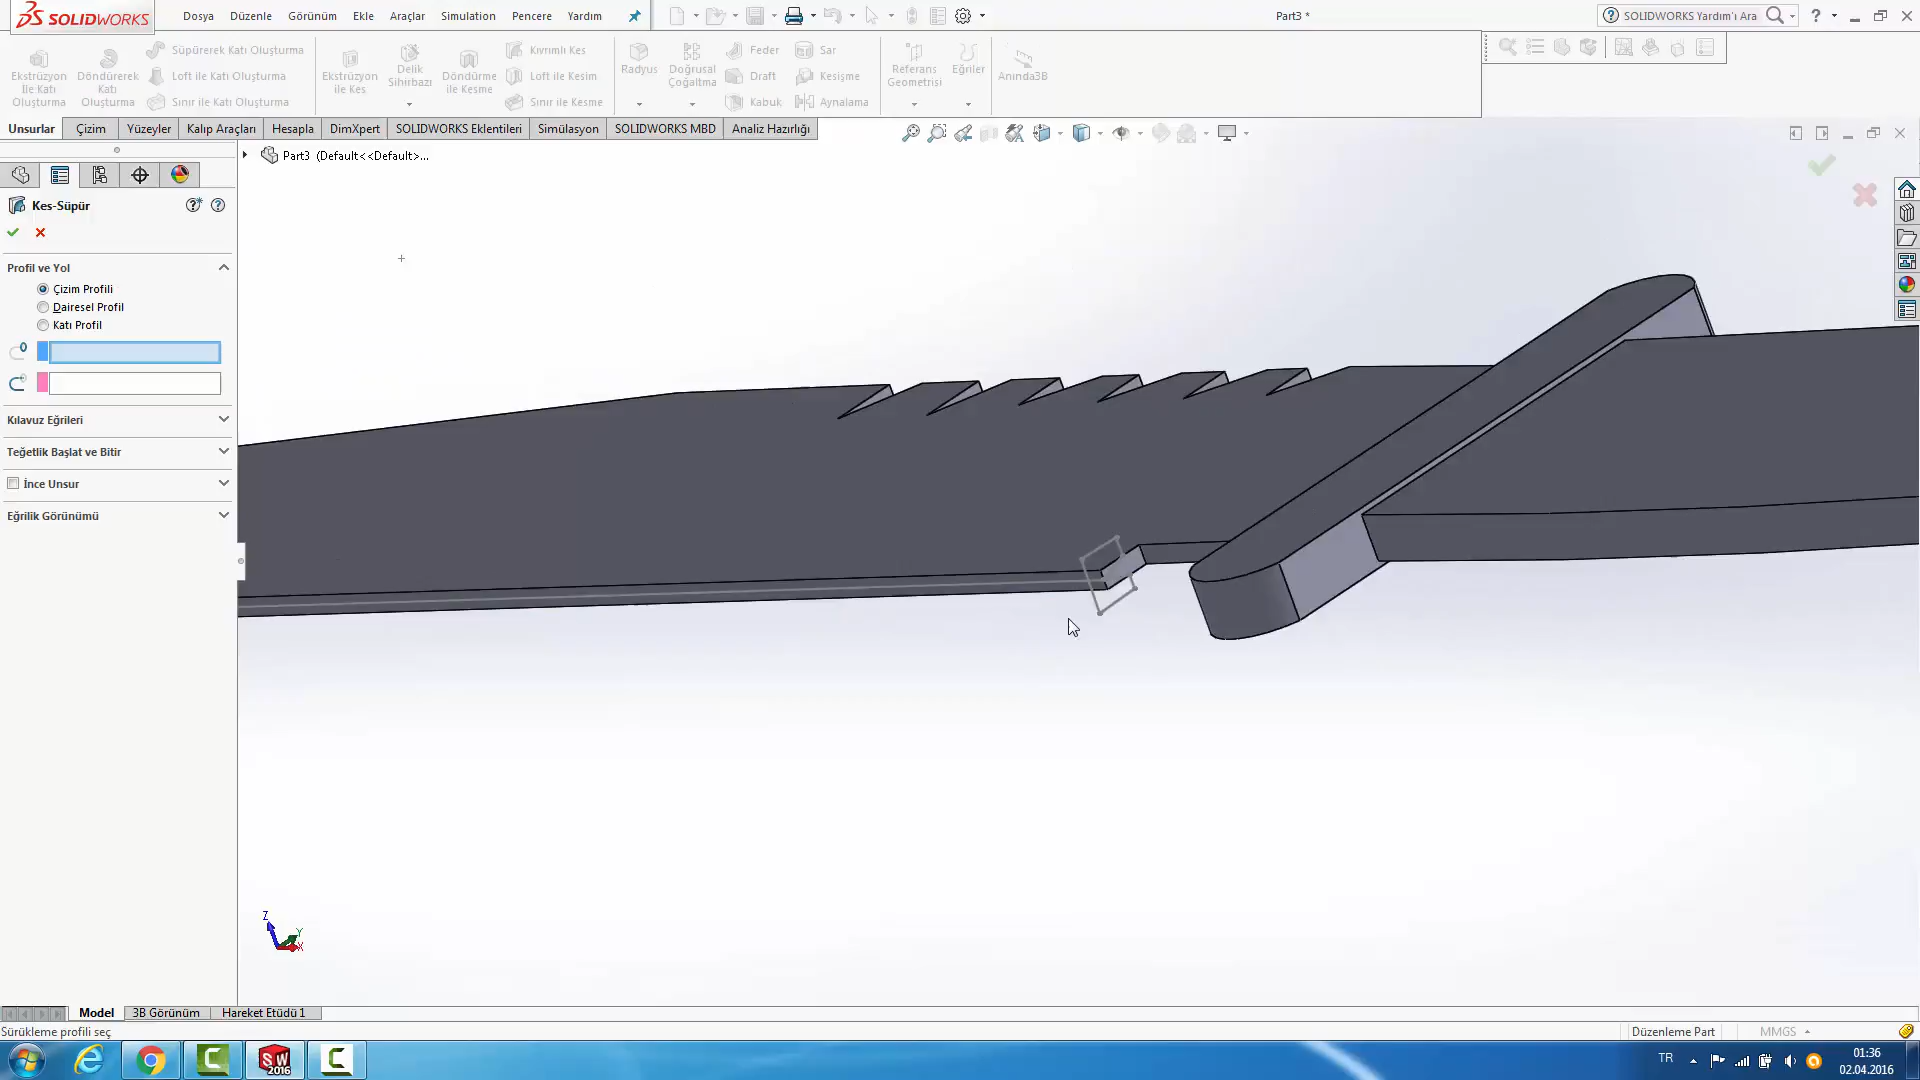 SOLIDWORKS
Dosya Düzenle Görünüm Ekle Araçlar Simulation Pencere Yardım
Part3 *
SOLIDWORKS Yardım'ı Ara
Ekstrüzyon İle Katı Oluşturma
Döndürerek Katı Oluşturma
Süpürerek Katı Oluşturma
Loft ile Katı Oluşturma
Sınır ile Katı Oluşturma
Ekstrüzyon ile Kes
Delik Sihirbazı
Döndürme ile Kesme
Kıvrımlı Kes
Loft ile Kesim
Sınır ile Kesme
Radyus
Doğrusal Çoğaltma
Feder
Draft
Kabuk
Sar
Kesişme
Aynalama
Referans Geometrisi
Eğriler
Anında3B
Unsurlar Çizim Yüzeyler Kalıp Araçları Hesapla DimXpert SOLIDWORKS Eklentileri Simülasyon SOLIDWORKS MBD Analiz Hazırlığı
Part3 (Default<<Default>...
Kes-Süpür
Profil ve Yol
Çizim Profili
Dairesel Profil
Katı Profil
Kılavuz Eğrileri
Teğetlik Başlat ve Bitir
İnce Unsur
Eğrilik Görünümü
Z
Y
X
Model 3B Görünüm Hareket Etüdü 1
Sürükleme profili seç
Düzenleme Part
MMGS
SW
2016
TR
01:36
02.04.2016